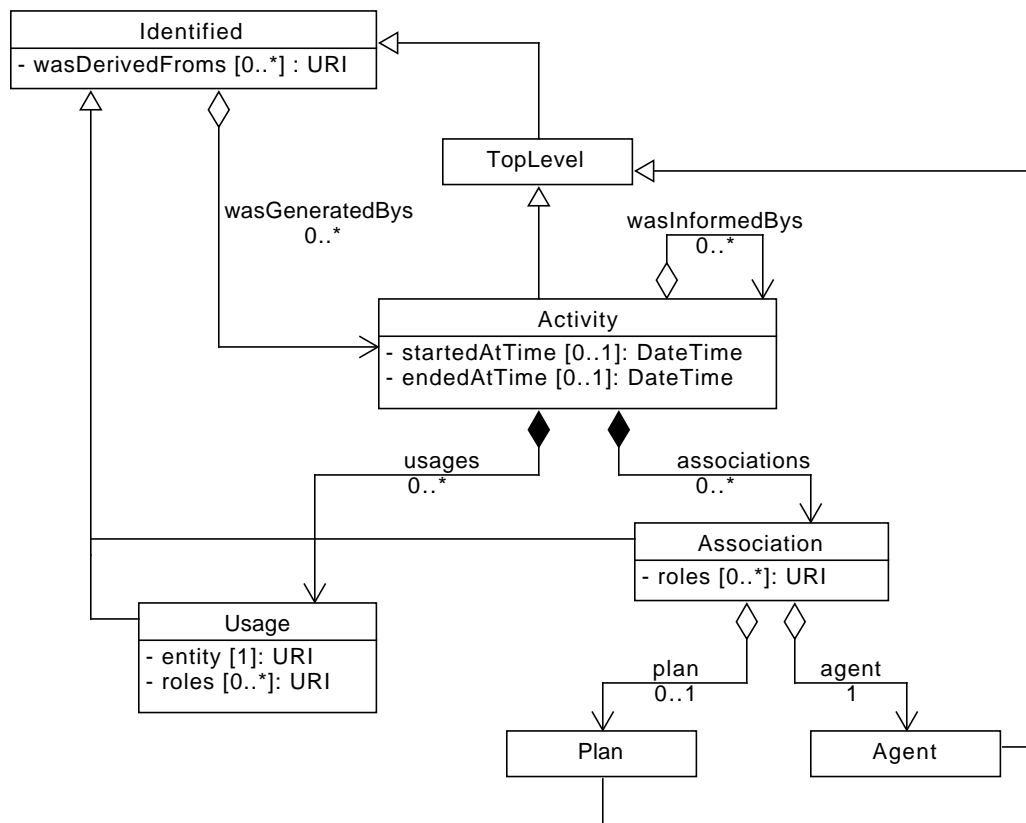 Identified
- wasDerivedFroms [0..*] : URI
TopLevel
wasGeneratedBys
0..*
wasInformedBys
0..*
Activity
- startedAtTime [0..1]: DateTime
- endedAtTime [0..1]: DateTime
usages
0..*
associations
0..*
Association
- roles [0..*]: URI
Usage
- entity [1]: URI
- roles [0..*]: URI
plan
0..1
agent
1
Plan
Agent